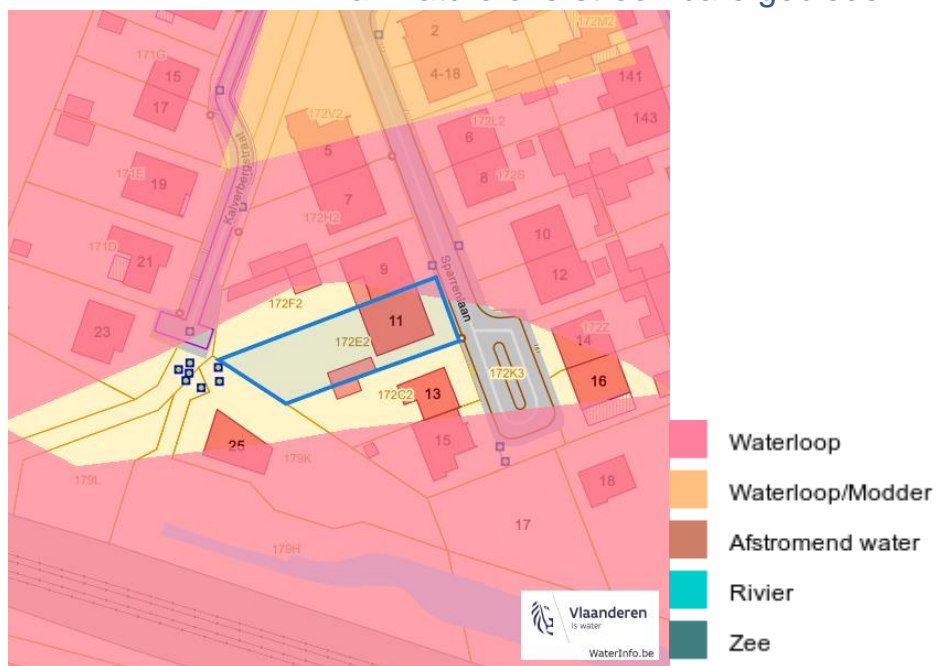 2
172M2
171G
15
4-18
141
17
172V2
143
5
6
172L2
Kalverbergstraat
8
172S
171E
19
7
172H2
10
171D
21
Sparrenlaan
12
9
172F2
23
11
172Z
14
172E2
172K3
16
172C2
13
15
25
179K
179L
18
17
179H
Vlaanderen
is water
WaterInfo.be
Waterloop
Waterloop/Modder
Afstromend water
Rivier
Zee